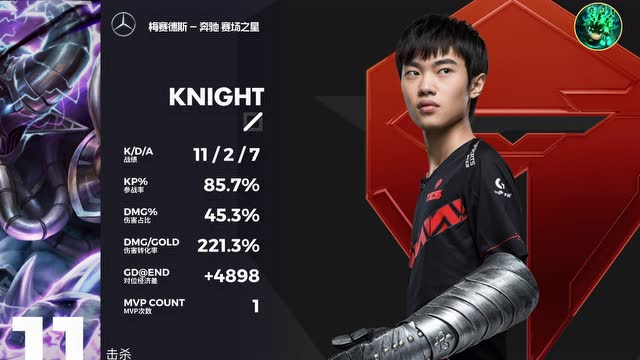 梅赛德斯 – 奔驰 赛场之星
KNIGHT
K/D/A 11 / 2 / 7
战绩
KP% 85.7%
参战率
DMG% 45.3%
伤害占比
DMG/GOLD 221.3%
伤害转化率
GD@END +4898
对位经济差
MVP COUNT 1
MVP次数
11
击杀